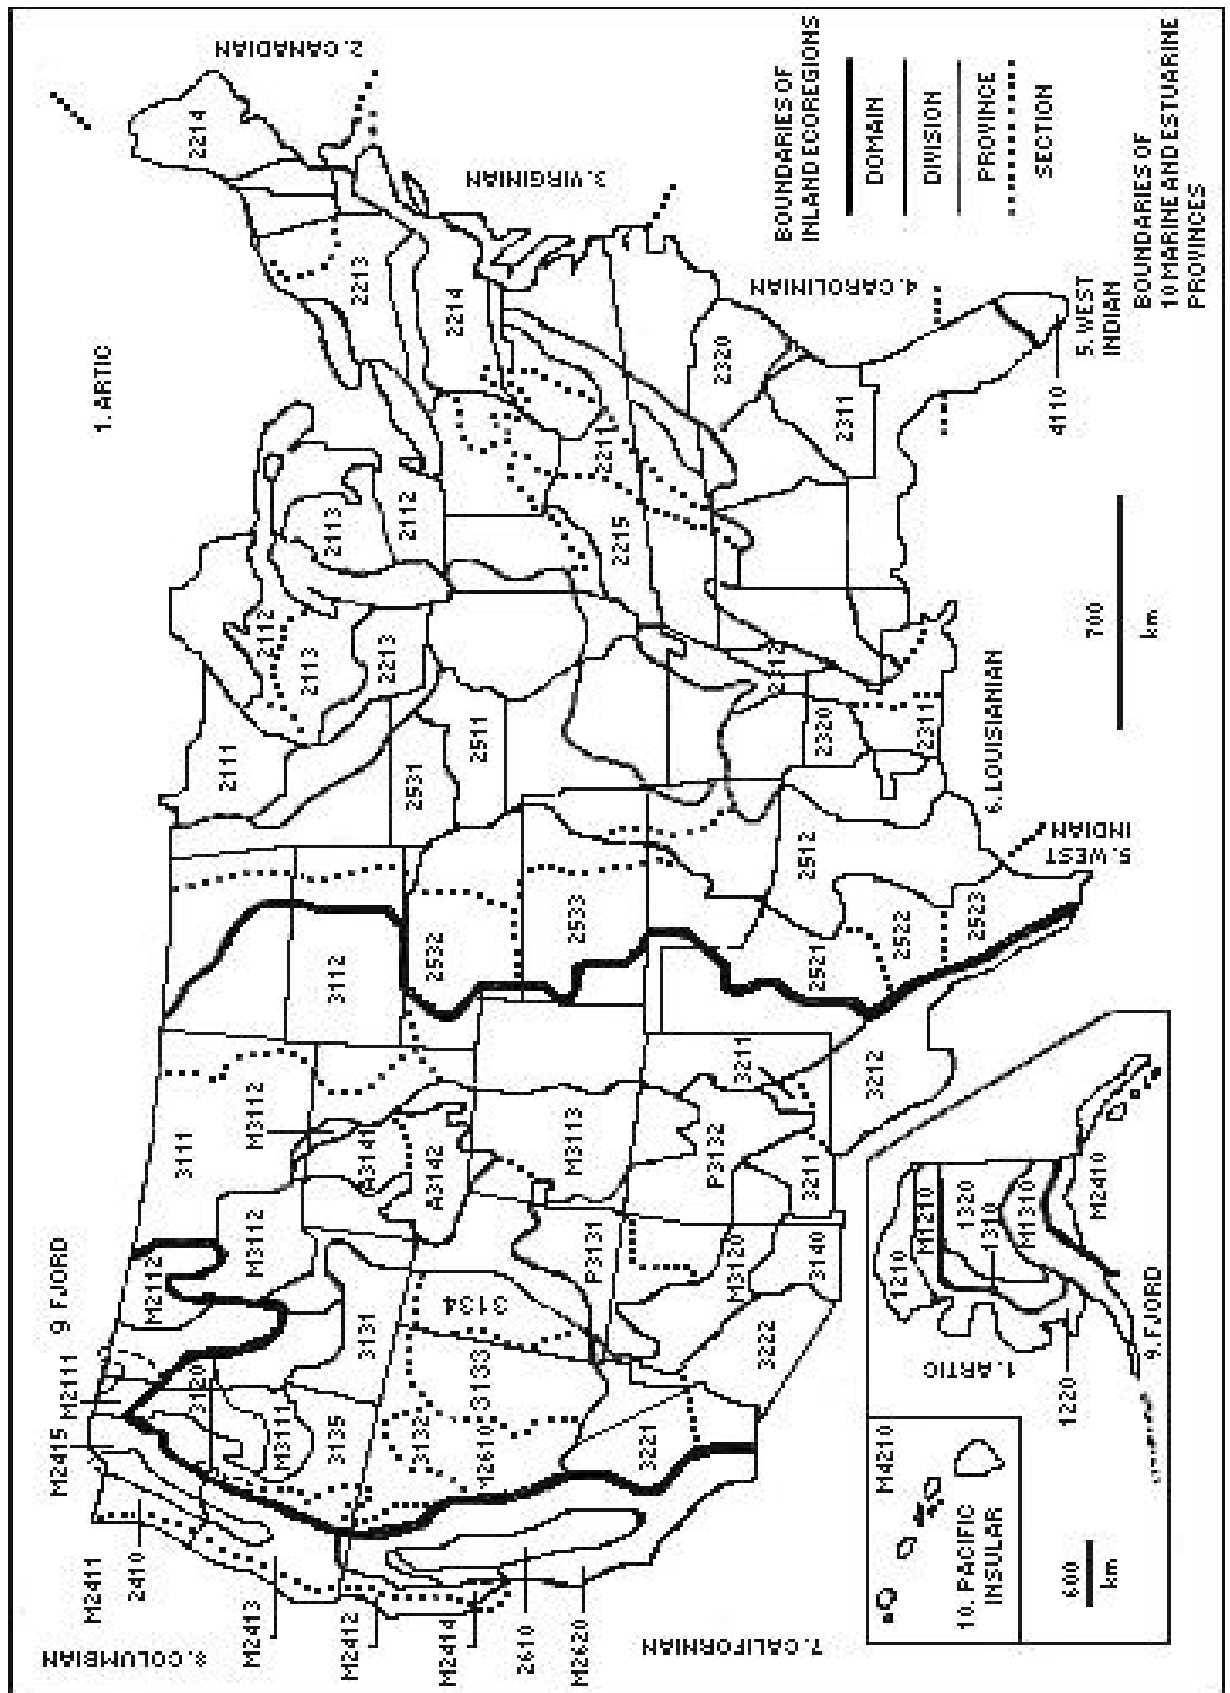 1. ARTIC
2. CANADIAN
2214
3. VIRGINIAN
2213
2214
4. CAROLINIAN
2320
2311
5. WEST
INDIAN
4110
BOUNDARIES OF
INLAND ECOREGIONS
DOMAIN
DIVISION
PROVINCE
SECTION
BOUNDARIES OF
10 MARINE AND ESTUARINE
PROVINCES
2113
2112
2215
2112
2113
2213
2111
2531
2511
2312
2320
2311
6. LOUISIANIAN
700
km
2512
5. WEST
INDIAN
2532
2533
2521
2522
2523
3112
3111
M3112
A3141
A3142
M3113
3211
P3132
3211
3212
9 FJORD
M2112
M3112
3131
3134
P3131
M3120
3140
3222
M2111
M2415
3120
M3111
3135
3132
3133
M2610
3221
M2411
2410
M2413
M2412
M2414
2610
M2620
8. COLUMBIAN
7. CALIFORNIAN
1210
M1210
1320
1310
M1310
M2410
1. ARTIC
1220
9. FJORD
M4210
10. PACIFIC
INSULAR
600
km